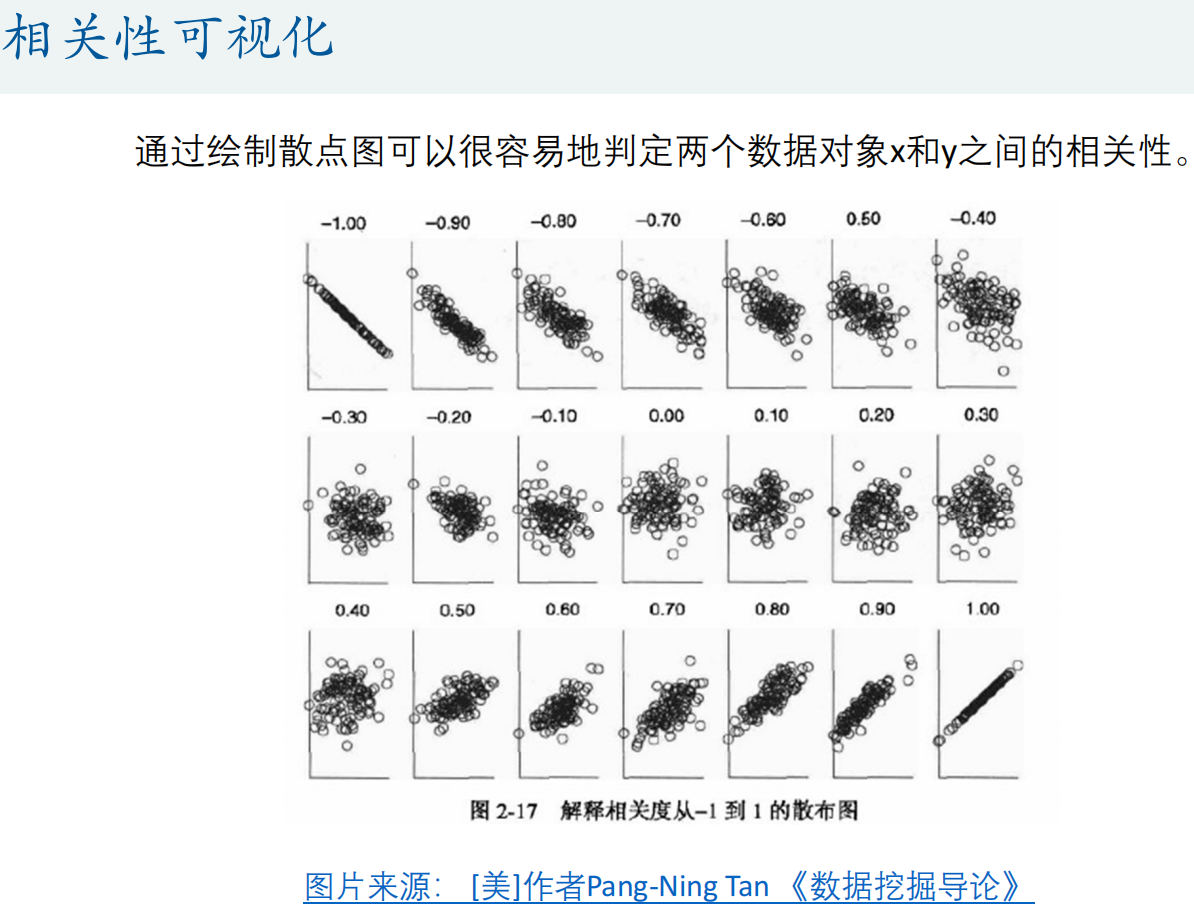 相关性可视化
通过绘制散点图可以很容易地判定两个数据对象x和y之间的相关性。
−1.00 −0.90 −0.80 −0.70 −0.60 0.50 −0.40
−0.30 −0.20 −0.10 0.00 0.10 0.20 0.30
0.40 0.50 0.60 0.70 0.80 0.90 1.00
图 2-17 解释相关度从−1 到 1 的散布图
图片来源： [美]作者Pang-Ning Tan 《数据挖掘导论》